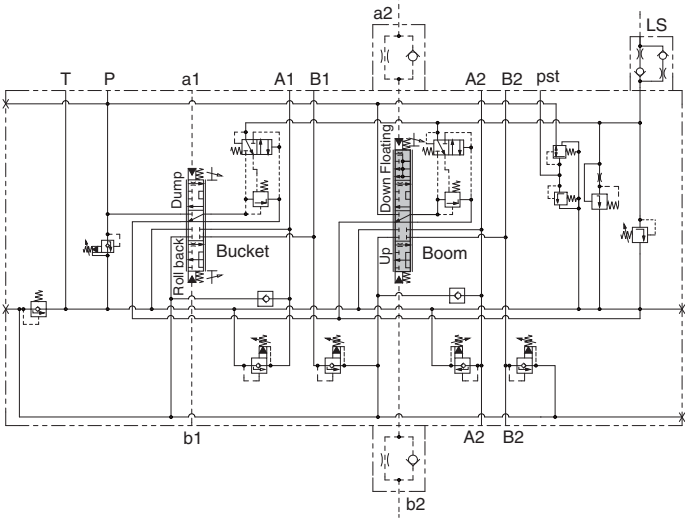 a2
LS
T P a1 A1 B1 A2 B2 pst
Dump
Down Floating
Roll back
Bucket
Up
Boom
b1
A2 B2
b2